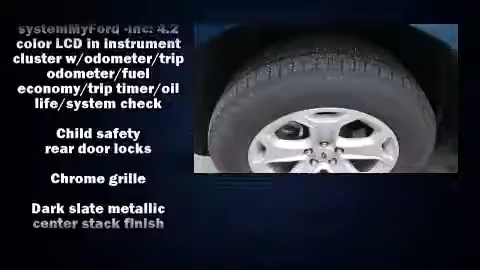 systemMyFord -inc: 4.2
color LCD in instrument
cluster w/odometer/trip
odometer/fuel
economy/trip timer/oil
life/system check
Child safety
rear door locks
Chrome grille
Dark slate metallic
center stack finish